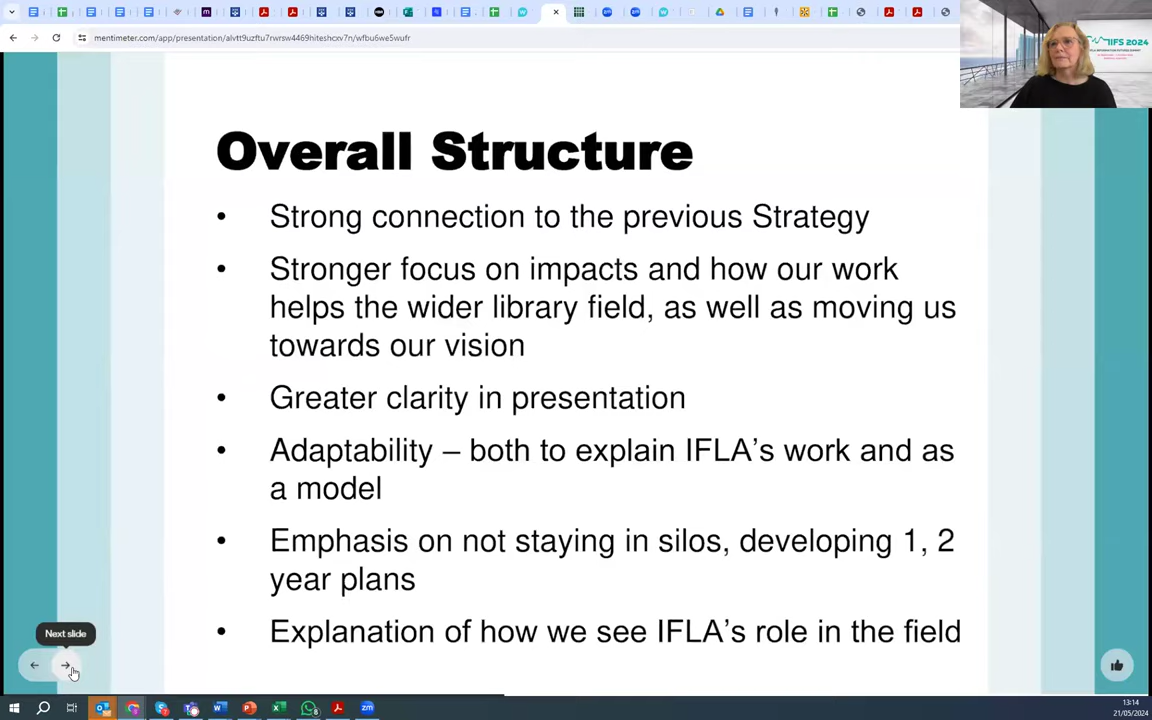 mentimeter.com/app/presentation/alvtt9uzftu7rwrsw4469hiteshcxv7n/wfbu6we5wufr
IIFS 2024
Overall Structure
• Strong connection to the previous Strategy
• Stronger focus on impacts and how our work
helps the wider library field, as well as moving us
towards our vision
• Greater clarity in presentation
• Adaptability – both to explain IFLA’s work and as
a model
• Emphasis on not staying in silos, developing 1, 2
year plans
• Explanation of how we see IFLA’s role in the field
Next slide
13:14
21/05/2024